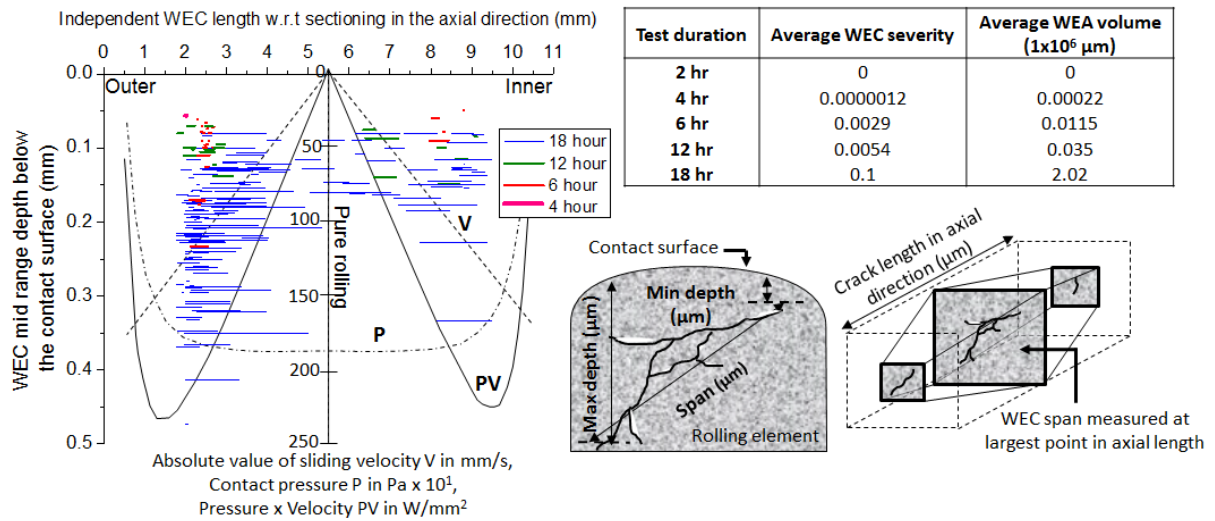 Independent WEC length w.r.t sectioning in the axial direction (mm)
0 1 2 3 4 5 6 7 8 9 10 11
Outer
Inner
WEC mid range depth below
the contact surface (mm)
0.0
0.1
0.2
0.3
0.4
0.5
0
50
100
150
200
250
Pure rolling
V
P
PV
18 hour
12 hour
6 hour
4 hour
Absolute value of sliding velocity V in mm/s,
Contact pressure P in Pa x 10¹,
Pressure x Velocity PV in W/mm²
Test duration Average WEC severity Average WEA volume
(1x10⁶ µm)
2 hr 0 0
4 hr 0.0000012 0.00022
6 hr 0.0029 0.0115
12 hr 0.0054 0.035
18 hr 0.1 2.02
Contact surface
Min depth
(µm)
Max depth (µm)
Span (µm)
Rolling element
Crack length in axial
direction (µm)
WEC span measured at
largest point in axial length